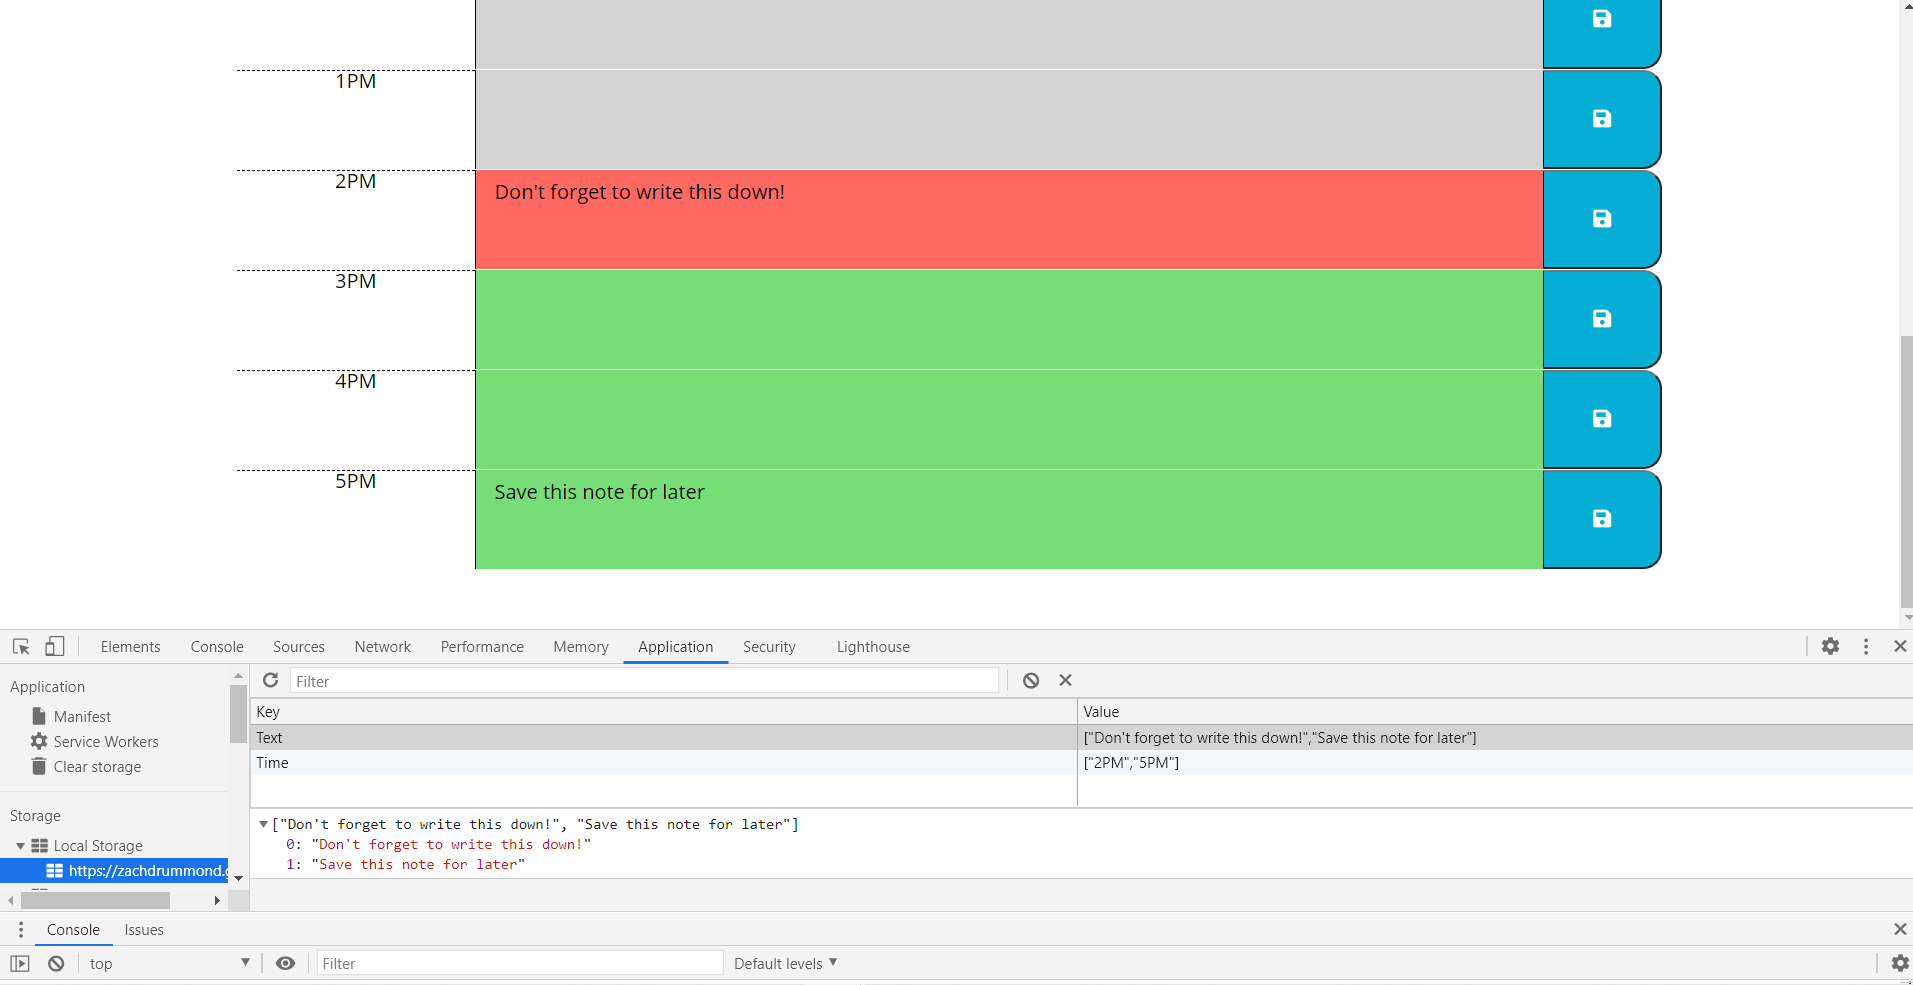 1PM
2PM
Don't forget to write this down!
3PM
4PM
5PM
Save this note for later
Elements Console Sources Network Performance Memory Application Security Lighthouse
Application
Manifest
Service Workers
Clear storage
Storage
Local Storage
https://zachdrummond.g
Filter
Key Value
Text ["Don't forget to write this down!","Save this note for later"]
Time ["2PM","5PM"]
["Don't forget to write this down!", "Save this note for later"]
0: "Don't forget to write this down!"
1: "Save this note for later"
Console Issues
top Filter Default levels